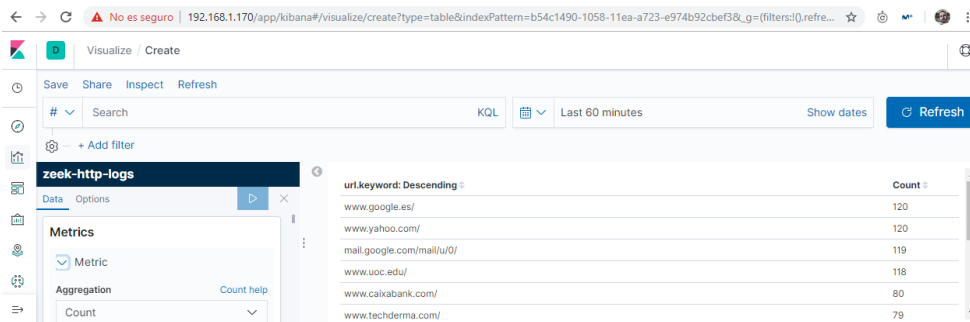 No es seguro | 192.168.1.170/app/kibana#/visualize/create?type=table&indexPattern=b54c1490-1058-11ea-a723-e974b92cbef3&_g=(filters:!(),refre...
D Visualize / Create
Save Share Inspect Refresh
# Search KQL Last 60 minutes Show dates Refresh
+ Add filter
zeek-http-logs
Data Options
Metrics
Metric
Aggregation Count help
Count
url.keyword: Descending Count
www.google.es/ 120
www.yahoo.com/ 120
mail.google.com/mail/u/0/ 119
www.uoc.edu/ 118
www.caixabank.com/ 80
www.techderma.com/ 79